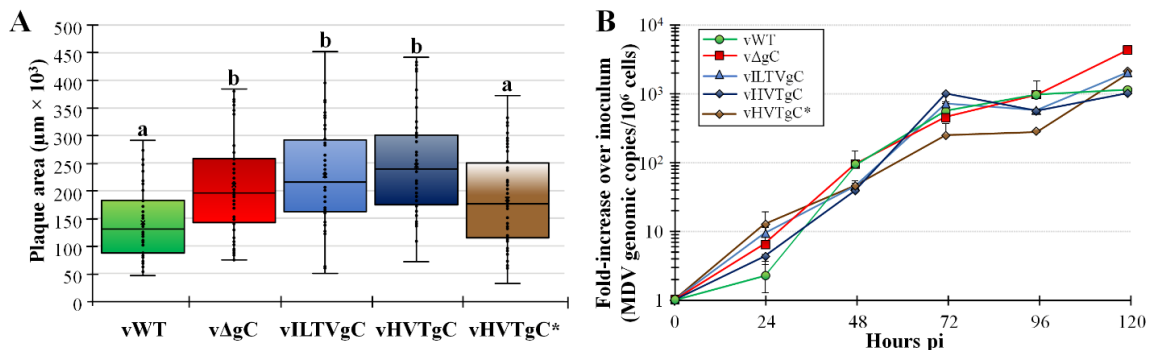 A
Plaque area (μm × 10³)
500
450
400
350
300
250
200
150
100
50
0
a
b
b
b
a
vWT
vΔgC
vILTVgC
vHVTgC
vHVTgC*
B
Fold-increase over inoculum
(MDV genomic copies/10⁶ cells)
10⁴
10³
10²
10
1
vWT
vΔgC
vILTVgC
vHVTgC
vHVTgC*
0
24
48
72
96
120
Hours pi